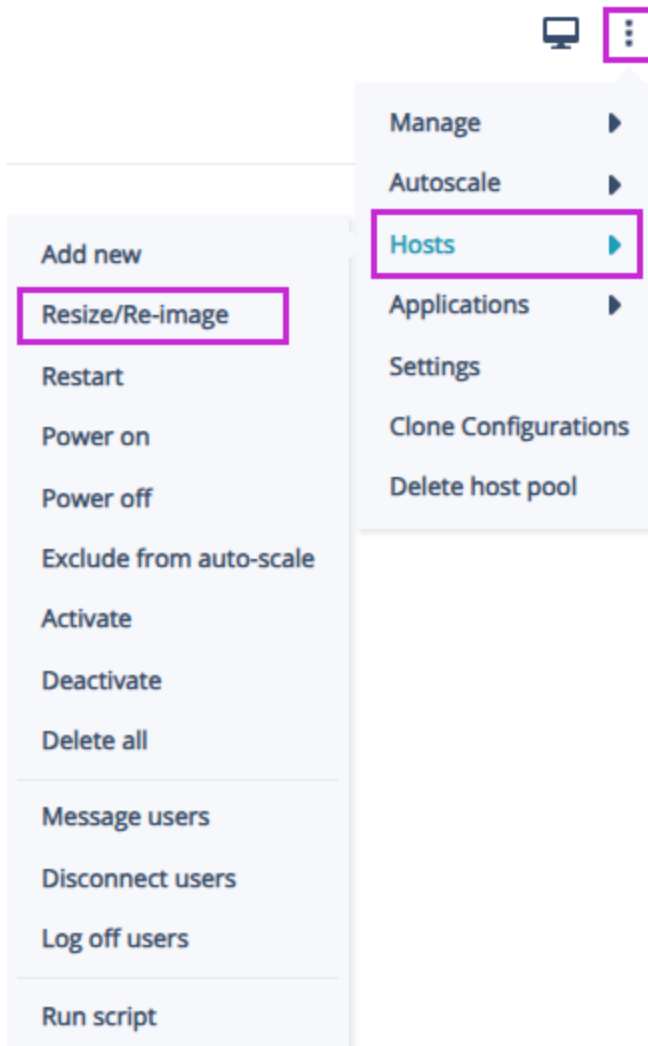 Manage
Autoscale
Hosts
Applications
Settings
Clone Configurations
Delete host pool
Add new
Resize/Re-image
Restart
Power on
Power off
Exclude from auto-scale
Activate
Deactivate
Delete all
Message users
Disconnect users
Log off users
Run script